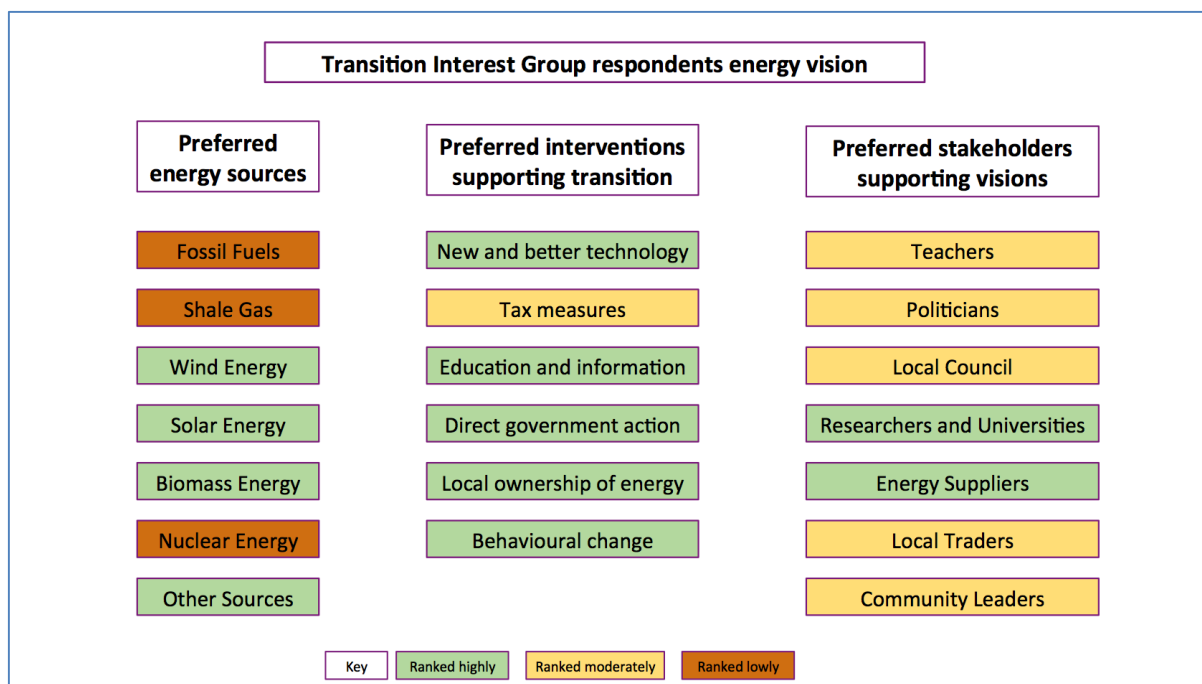 Transition Interest Group respondents energy vision
Preferred
energy sources
Fossil Fuels
Shale Gas
Wind Energy
Solar Energy
Biomass Energy
Nuclear Energy
Other Sources
Preferred interventions
supporting transition
New and better technology
Tax measures
Education and information
Direct government action
Local ownership of energy
Behavioural change
Preferred stakeholders
supporting visions
Teachers
Politicians
Local Council
Researchers and Universities
Energy Suppliers
Local Traders
Community Leaders
Key
Ranked highly
Ranked moderately
Ranked lowly